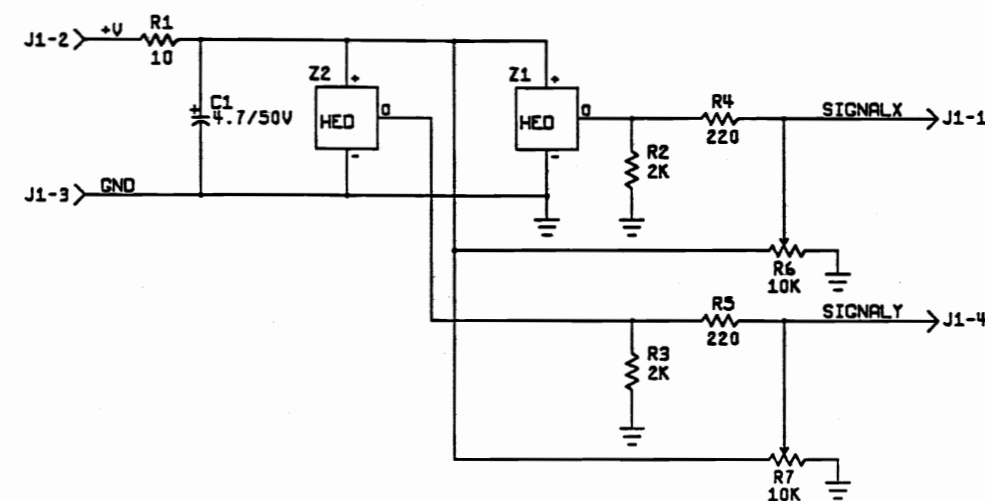 R1
+V
J1-2
10
Z2
+
Z1
+
C1
4.7/50V
HED
O
HED
O
R4
SIGNALX
J1-1
220
R2
2K
-
-
J1-3
GND
R6
10K
R5
SIGNALY
J1-4
220
R3
2K
R7
10K